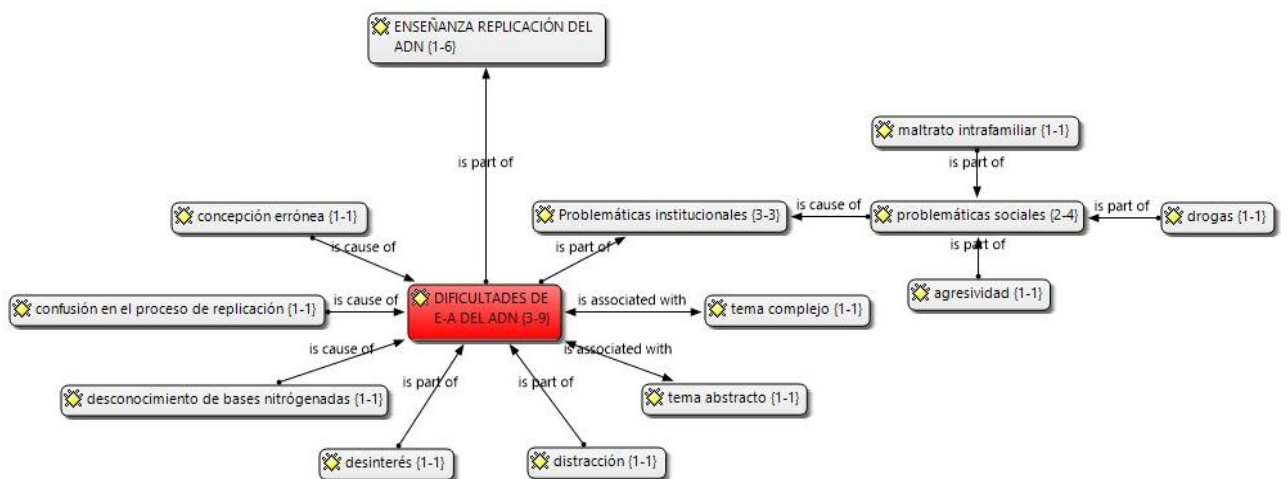 ENSEÑANZA REPLICACIÓN DEL
ADN {1-6}
maltrato intrafamiliar {1-1}
is part of
is part of
concepción errónea {1-1}
Problemáticas institucionales {3-3}
is cause of
problemáticas sociales {2-4}
is part of
drogas {1-1}
is cause of
is part of
is part of
confusión en el proceso de replicación {1-1}
is cause of
DIFICULTADES DE
E-A DEL ADN {3-9}
is associated with
tema complejo {1-1}
agresividad {1-1}
is cause of
is associated with
desconocimiento de bases nitrógenadas {1-1}
is part of
is part of
tema abstracto {1-1}
desinterés {1-1}
distracción {1-1}